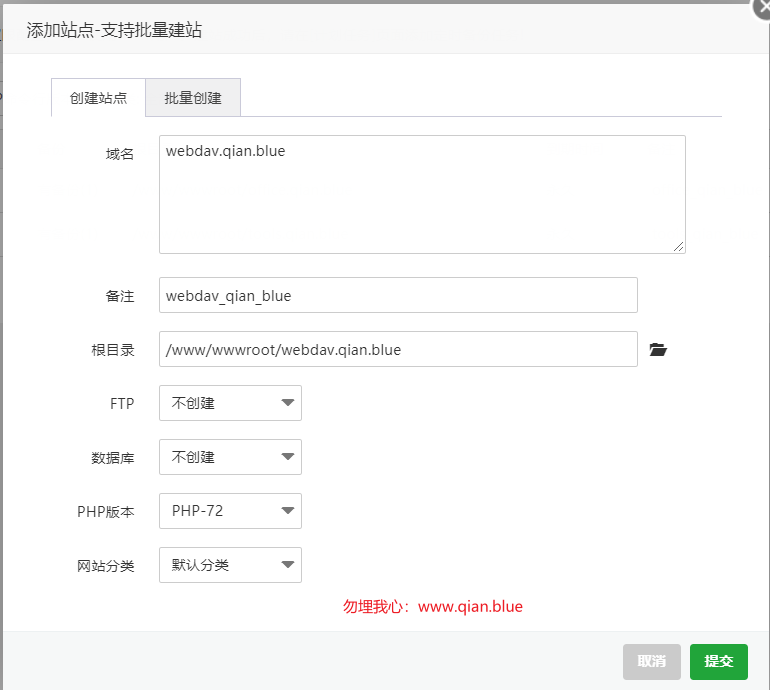 添加站点-支持批量建站
创建站点 批量创建
域名 webdav.qian.blue
备注 webdav_qian_blue
根目录 /www/wwwroot/webdav.qian.blue
FTP 不创建
数据库 不创建
PHP版本 PHP-72
网站分类 默认分类
勿埋我心：www.qian.blue
取消 提交